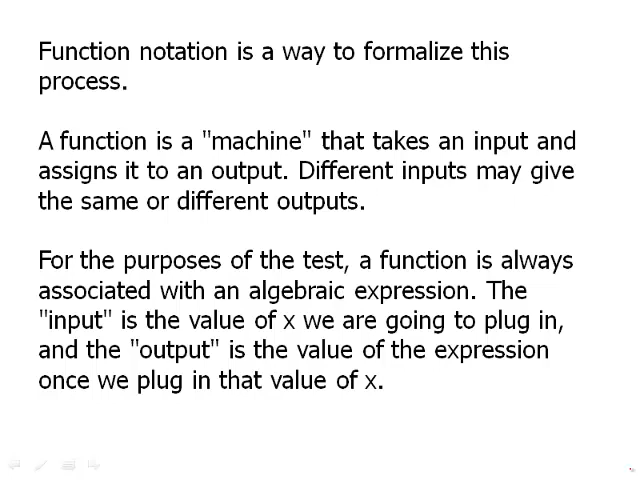 Function notation is a way to formalize this
process.
A function is a "machine" that takes an input and
assigns it to an output. Different inputs may give
the same or different outputs.
For the purposes of the test, a function is always
associated with an algebraic expression. The
"input" is the value of x we are going to plug in,
and the "output" is the value of the expression
once we plug in that value of x.